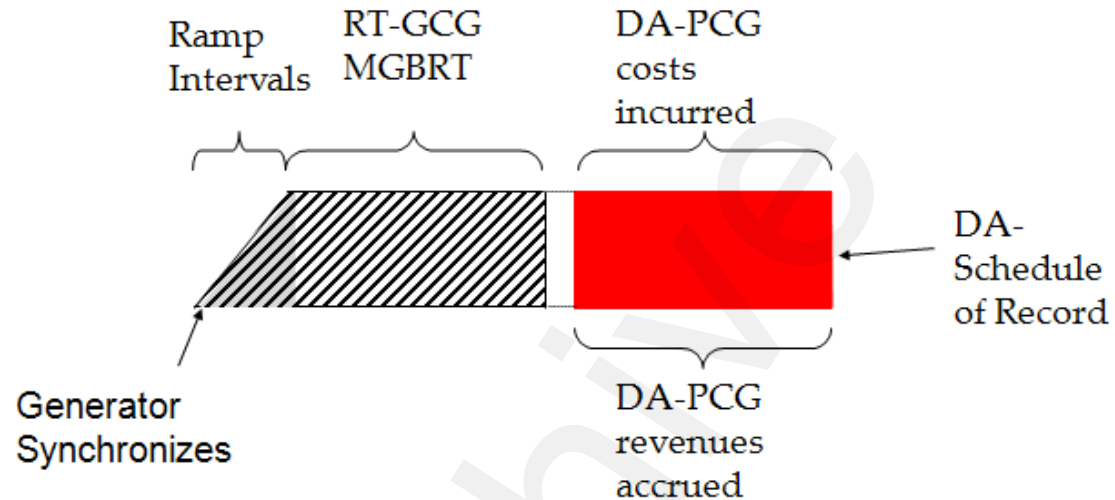 Ramp
Intervals
RT-GCG
MGBRT
DA-PCG
costs
incurred
DA-
Schedule
of Record
Generator
Synchronizes
DA-PCG
revenues
accrued